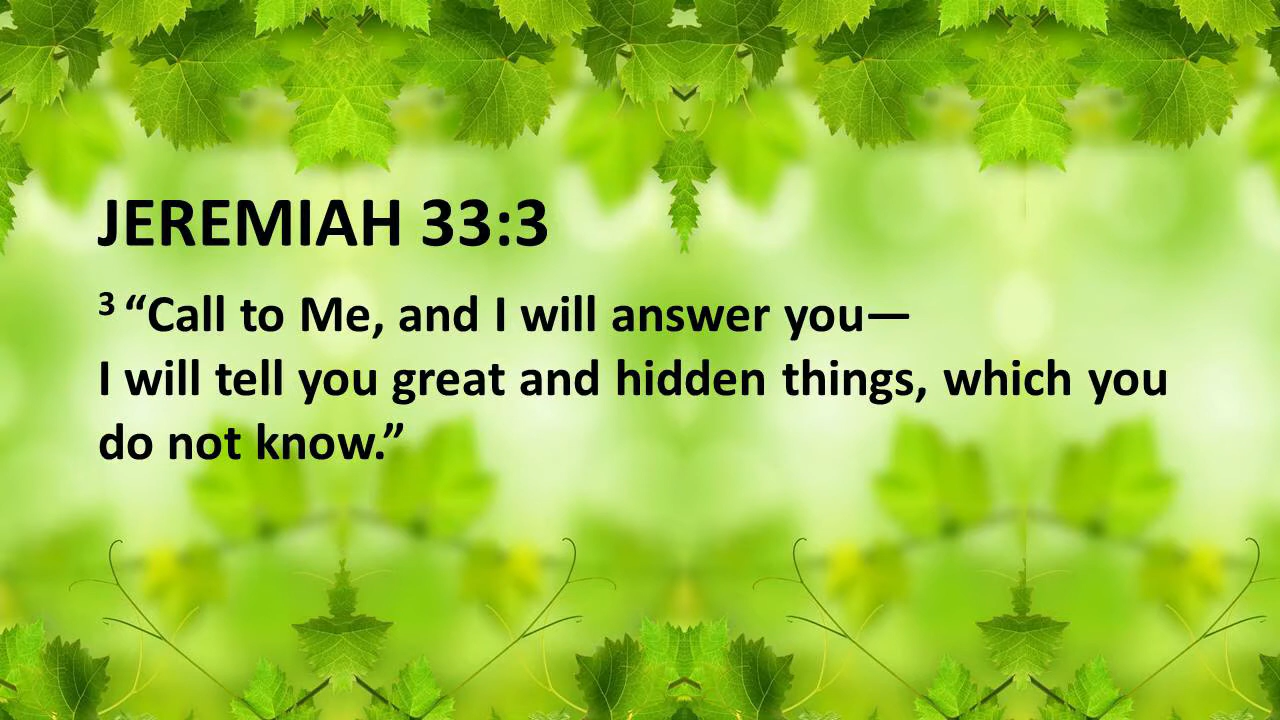 JEREMIAH 33:3
³ “Call to Me, and I will answer you—
I will tell you great and hidden things, which you
do not know.”